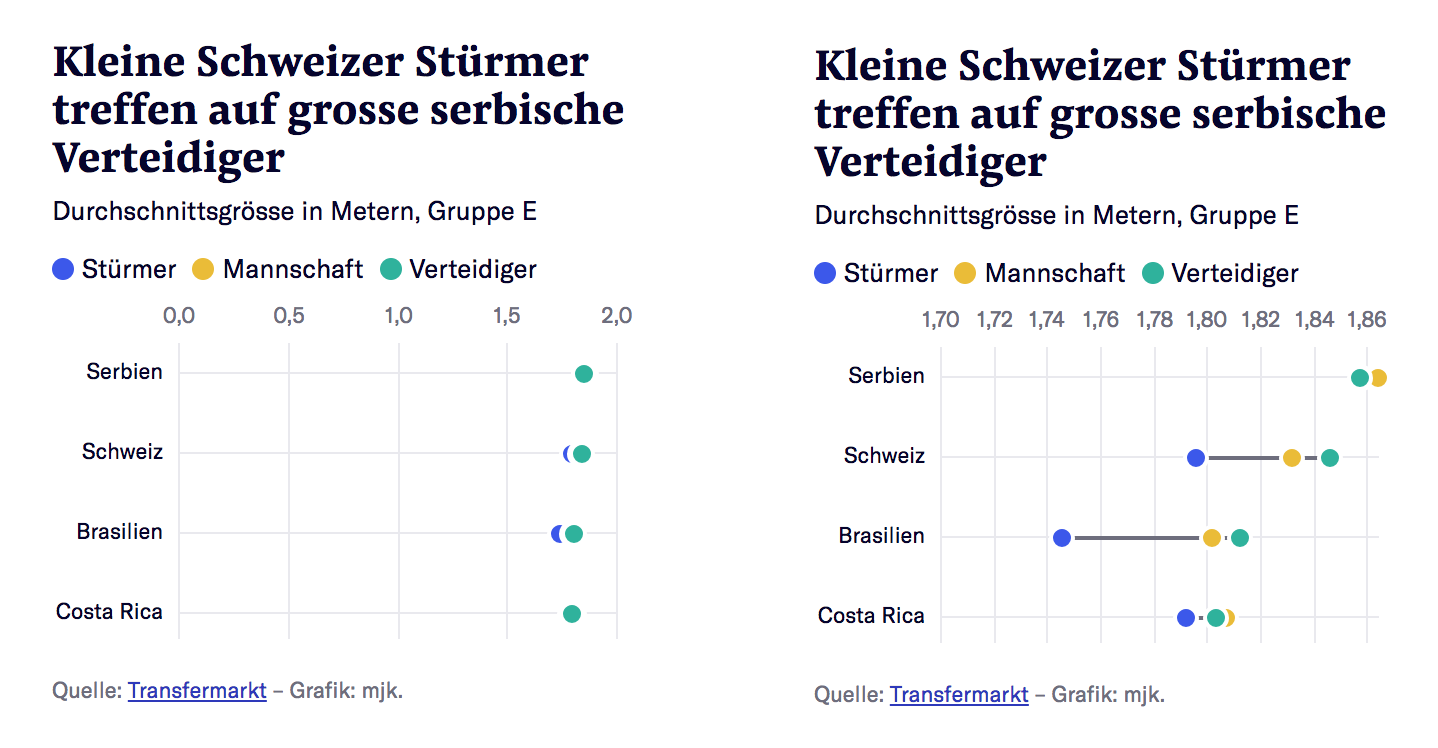 Kleine Schweizer Stürmer
treffen auf grosse serbische
Verteidiger
Durchschnittsgrösse in Metern, Gruppe E
Stürmer Mannschaft Verteidiger
0,0 0,5 1,0 1,5 2,0
Serbien
Schweiz
Brasilien
Costa Rica
Quelle: Transfermarkt – Grafik: mjk.
Kleine Schweizer Stürmer
treffen auf grosse serbische
Verteidiger
Durchschnittsgrösse in Metern, Gruppe E
Stürmer Mannschaft Verteidiger
1,70 1,72 1,74 1,76 1,78 1,80 1,82 1,84 1,86
Serbien
Schweiz
Brasilien
Costa Rica
Quelle: Transfermarkt – Grafik: mjk.